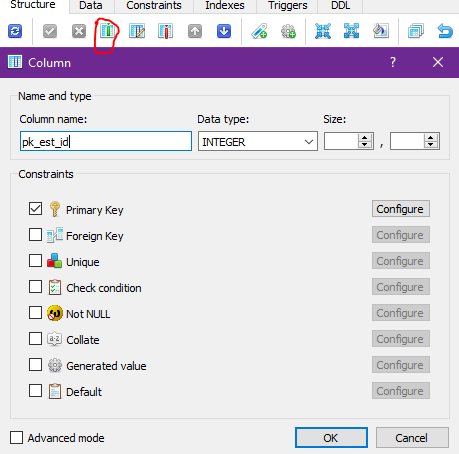 Structure Data Constraints Indexes Triggers DDL
Column ?
Name and type
Column name: Data type: Size:
pk_est_id INTEGER ,
Constraints
Primary Key Configure
Foreign Key Configure
Unique Configure
Check condition Configure
Not NULL Configure
a-z Collate Configure
Generated value Configure
Default Configure
Advanced mode OK Cancel